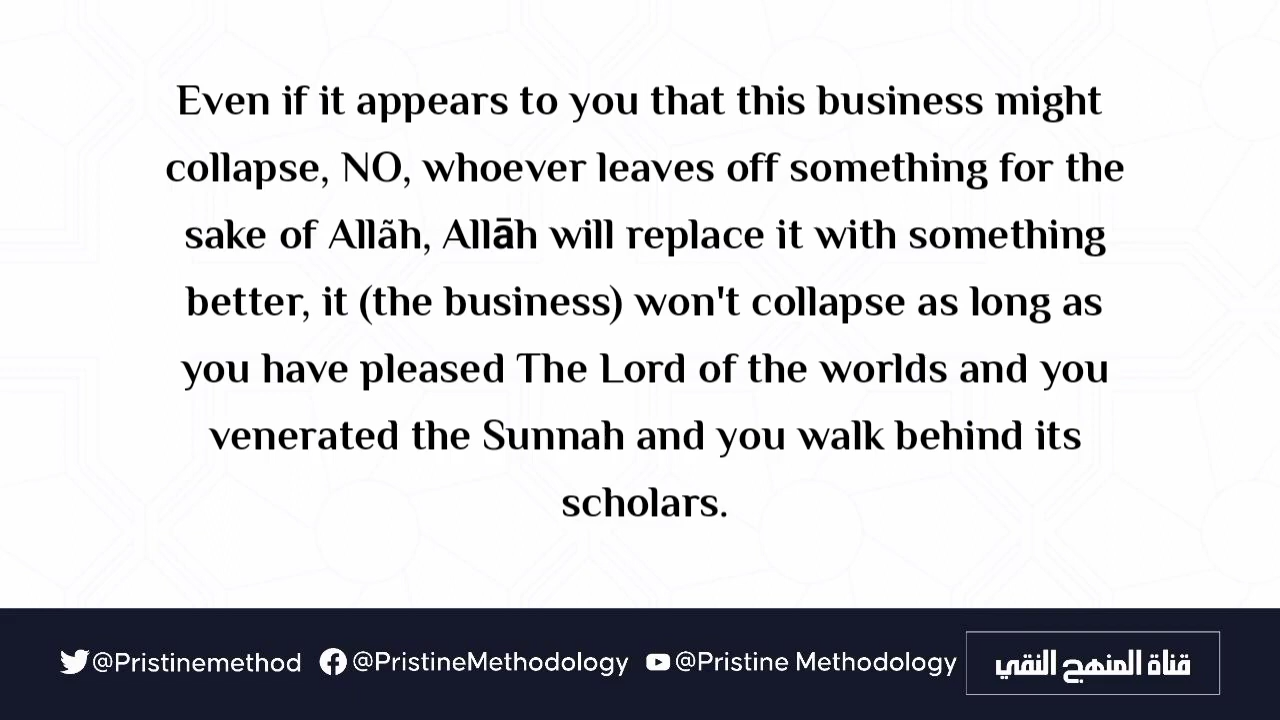 Even if it appears to you that this business might
collapse, NO, whoever leaves off something for the
sake of Allãh, Allāh will replace it with something
better, it (the business) won't collapse as long as
you have pleased The Lord of the worlds and you
venerated the Sunnah and you walk behind its
scholars.
@Pristinemethod @PristineMethodology @Pristine Methodology قناة المنهج النقي